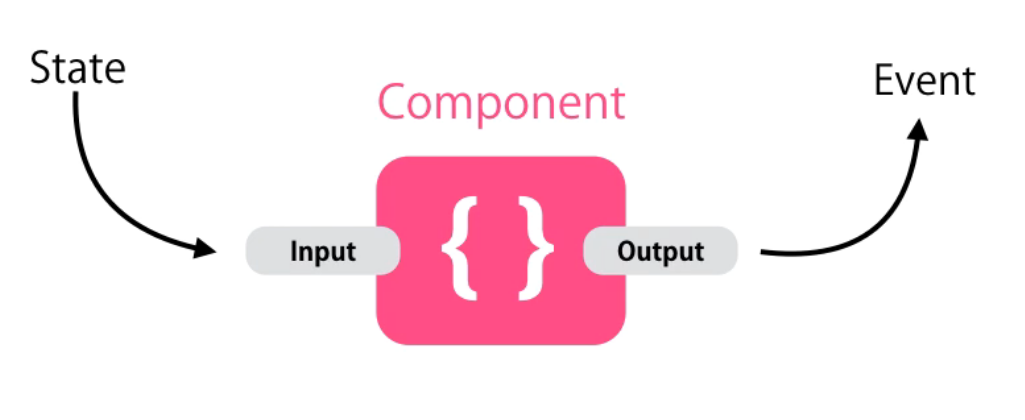 State
Event
Component
{ }
Input
Output